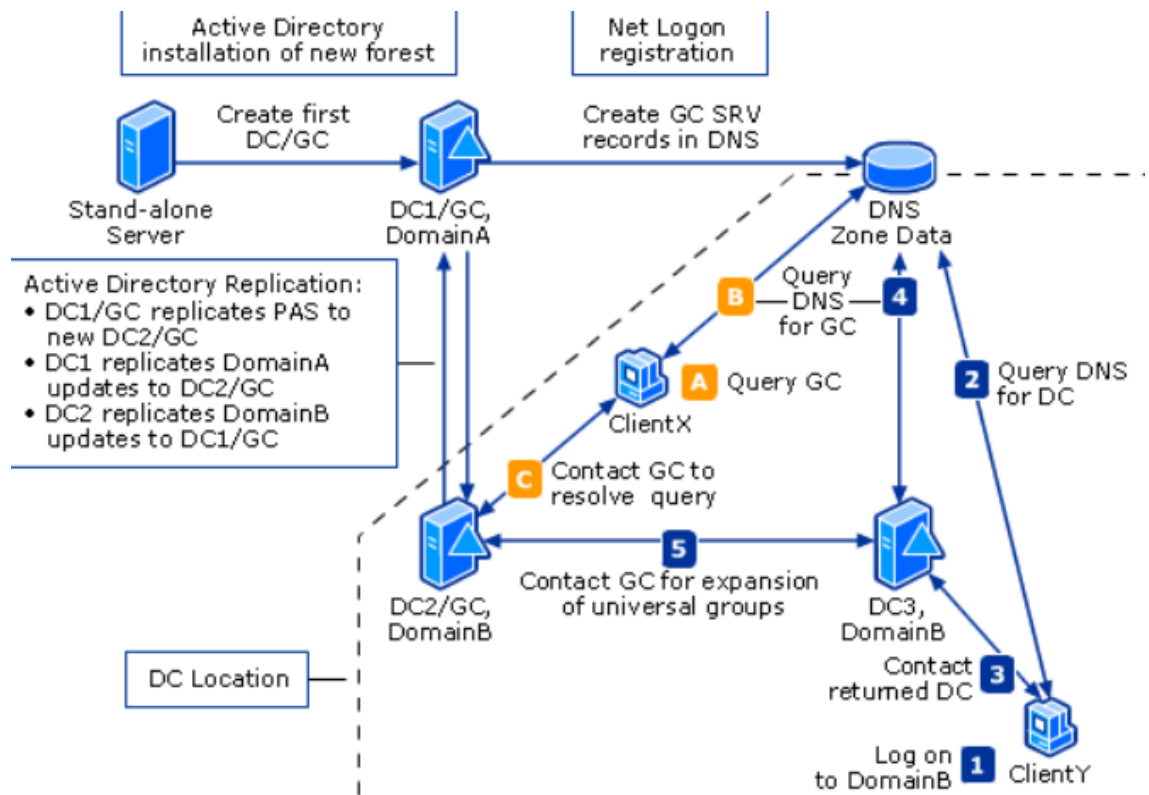 Active Directory
installation of new forest
Net Logon
registration
Create first
DC/GC
Create GC SRV
records in DNS
Stand-alone
Server
DC1/GC,
DomainA
DNS
Zone Data
Active Directory Replication:
• DC1/GC replicates PAS to
new DC2/GC
• DC1 replicates DomainA
updates to DC2/GC
• DC2 replicates DomainB
updates to DC1/GC
B
Query
DNS
for GC
4
A
Query GC
ClientX
2
Query DNS
for DC
C
Contact GC to
resolve query
5
Contact GC for expansion
of universal groups
DC2/GC,
DomainB
DC3,
DomainB
DC Location
Contact
returned DC
3
Log on
to DomainB
1
ClientY